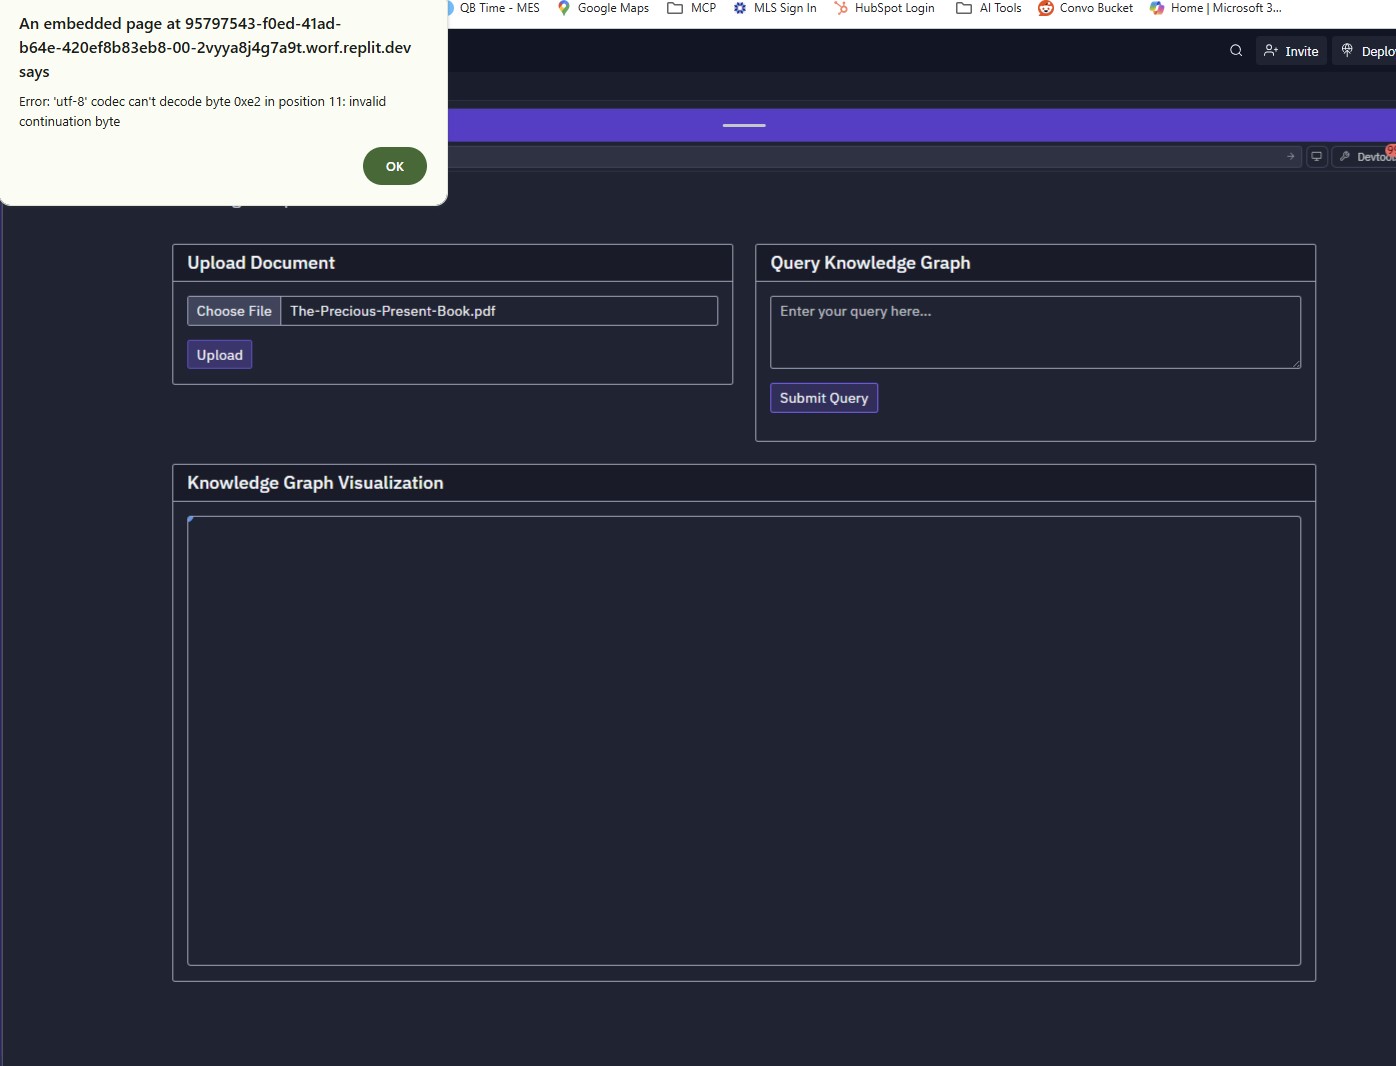 An embedded page at 95797543-f0ed-41ad-
b64e-420ef8b83eb8-00-2vyya8j4g7a9t.worf.replit.dev
says
Error: 'utf-8' codec can't decode byte 0xe2 in position 11: invalid
continuation byte
OK
QB Time - MES
Google Maps
MCP
MLS Sign In
HubSpot Login
AI Tools
Convo Bucket
Home | Microsoft 3...
Invite
Deplo
Devtoo
Upload Document
Choose File
The-Precious-Present-Book.pdf
Upload
Query Knowledge Graph
Enter your query here...
Submit Query
Knowledge Graph Visualization